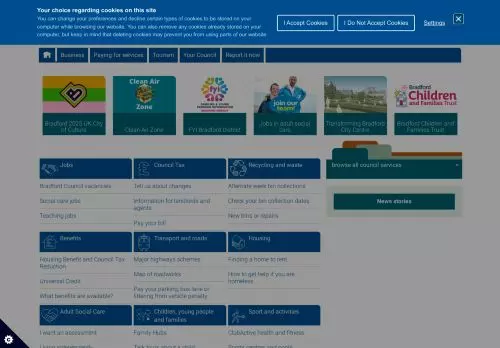 Your choice regarding cookies on this site
You can change your preferences and decline certain types of cookies to be stored on your
computer while browsing our website. You can also remove any cookies already stored on your
computer, but keep in mind that deleting cookies may prevent you from using parts of our website
I Accept Cookies
I Do Not Accept Cookies
Settings
Business
Paying for services
Tourism
Your Council
Report it now
Clean Air
Zone
fyi
join our
team!
Bradford
Children
and Families Trust
Bradford 2025 UK City
of Culture
Clean Air Zone
FYI Bradford District
Jobs in adult social
care
Transforming Bradford
City Centre
Bradford Children and
Families Trust
Jobs
Bradford Council vacancies
Social care jobs
Teaching jobs
Council Tax
Tell us about changes
Information for landlords and
agents
Pay your bill
Recycling and waste
Alternate week bin collections
Check your bin collection dates
New bins or repairs
Browse all council services
News stories
Benefits
Housing Benefit and Council Tax
Reduction
Universal Credit
What benefits are available?
Transport and roads
Major highways schemes
Map of roadworks
Pay your parking, bus lane or
littering from vehicle penalty
Housing
Finding a home to rent
How to get help if you are
homeless
Adult Social Care
I want an assessment
Children, young people
and families
Family Hubs
Sport and activities
ClubActive health and fitness